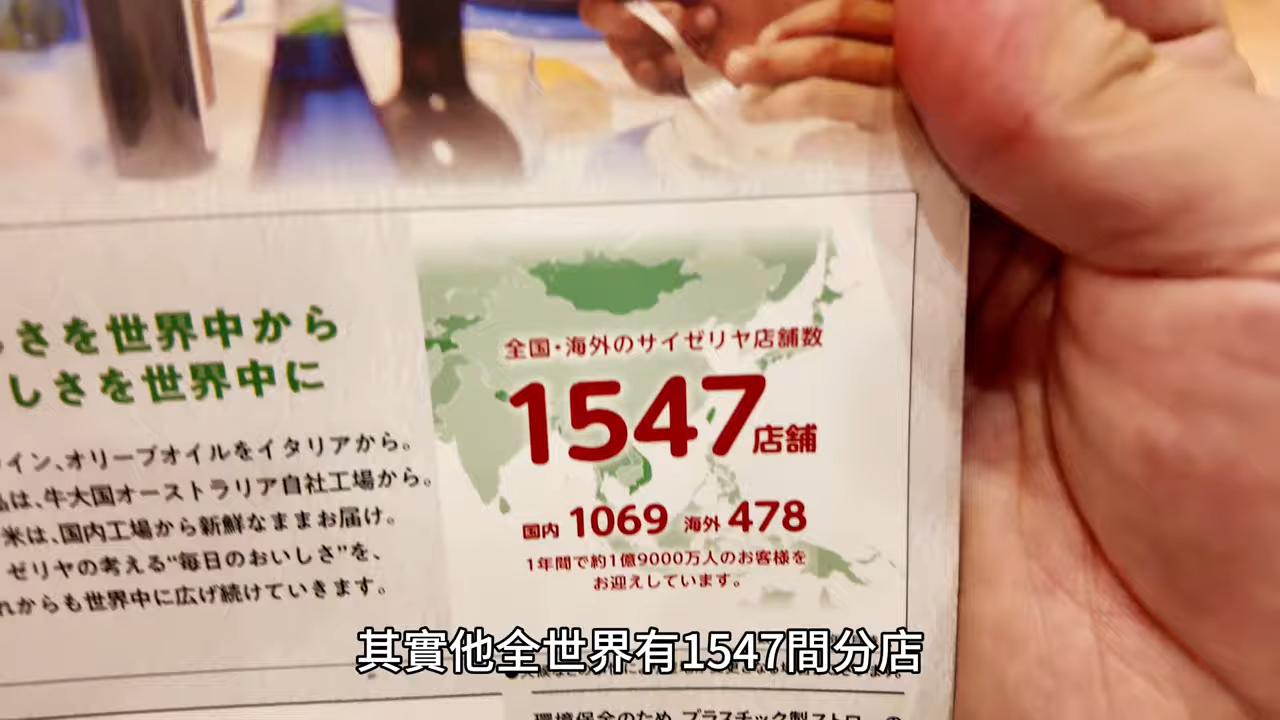 さを世界中から
しさを世界中に
イン、オリーブオイルをイタリアから。
は、牛大国オーストラリア自社工場から。
米は、国内工場から新鮮なままお届け。
ゼリヤの考える“毎日のおいしさ”を、
れからも世界中に広げ続けていきます。
全国・海外のサイゼリヤ店舗数
1547店舗
国内 1069 海外 478
1年間で約1億9000万人のお客様を
お迎えしています。
其實他全世界有1547間分店
環境保全のため、プラスチック製ストローの